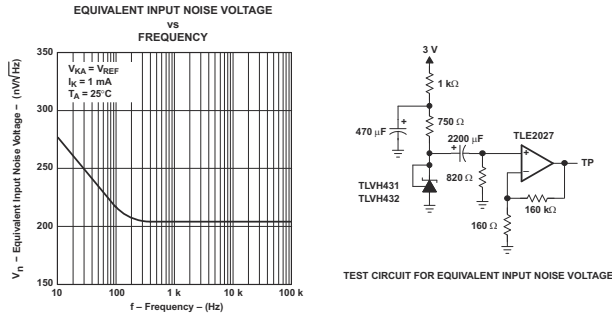 EQUIVALENT INPUT NOISE VOLTAGE
vs
FREQUENCY
V_n – Equivalent Input Noise Voltage – (nV/√Hz)
350
300
250
200
150
V_KA = V_REF
I_K = 1 mA
T_A = 25°C
10
100
1 k
10 k
100 k
f – Frequency – (Hz)
3 V
1 kΩ
470 µF
+
750 Ω
2200 µF
+
TLE2027
+
−
TP
TLVH431
TLVH432
820 Ω
160 kΩ
160 Ω
TEST CIRCUIT FOR EQUIVALENT INPUT NOISE VOLTAGE